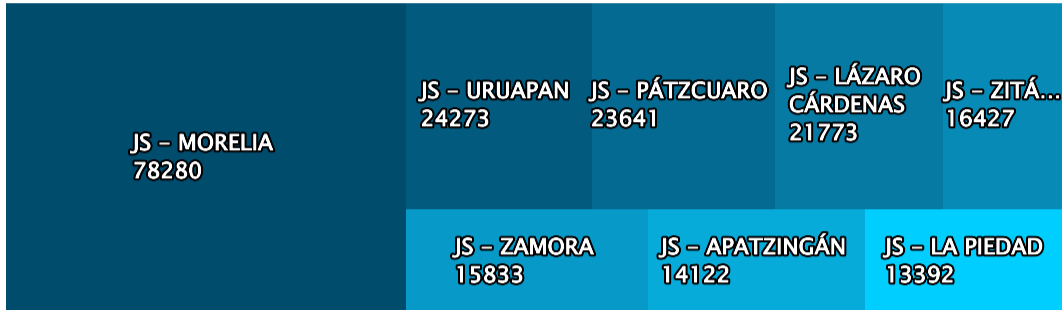 JS – MORELIA
78280
JS – URUAPAN
24273
JS – PÁTZCUARO
23641
JS – LÁZARO
CÁRDENAS
21773
JS – ZITÁ...
16427
JS – ZAMORA
15833
JS – APATZINGÁN
14122
JS – LA PIEDAD
13392